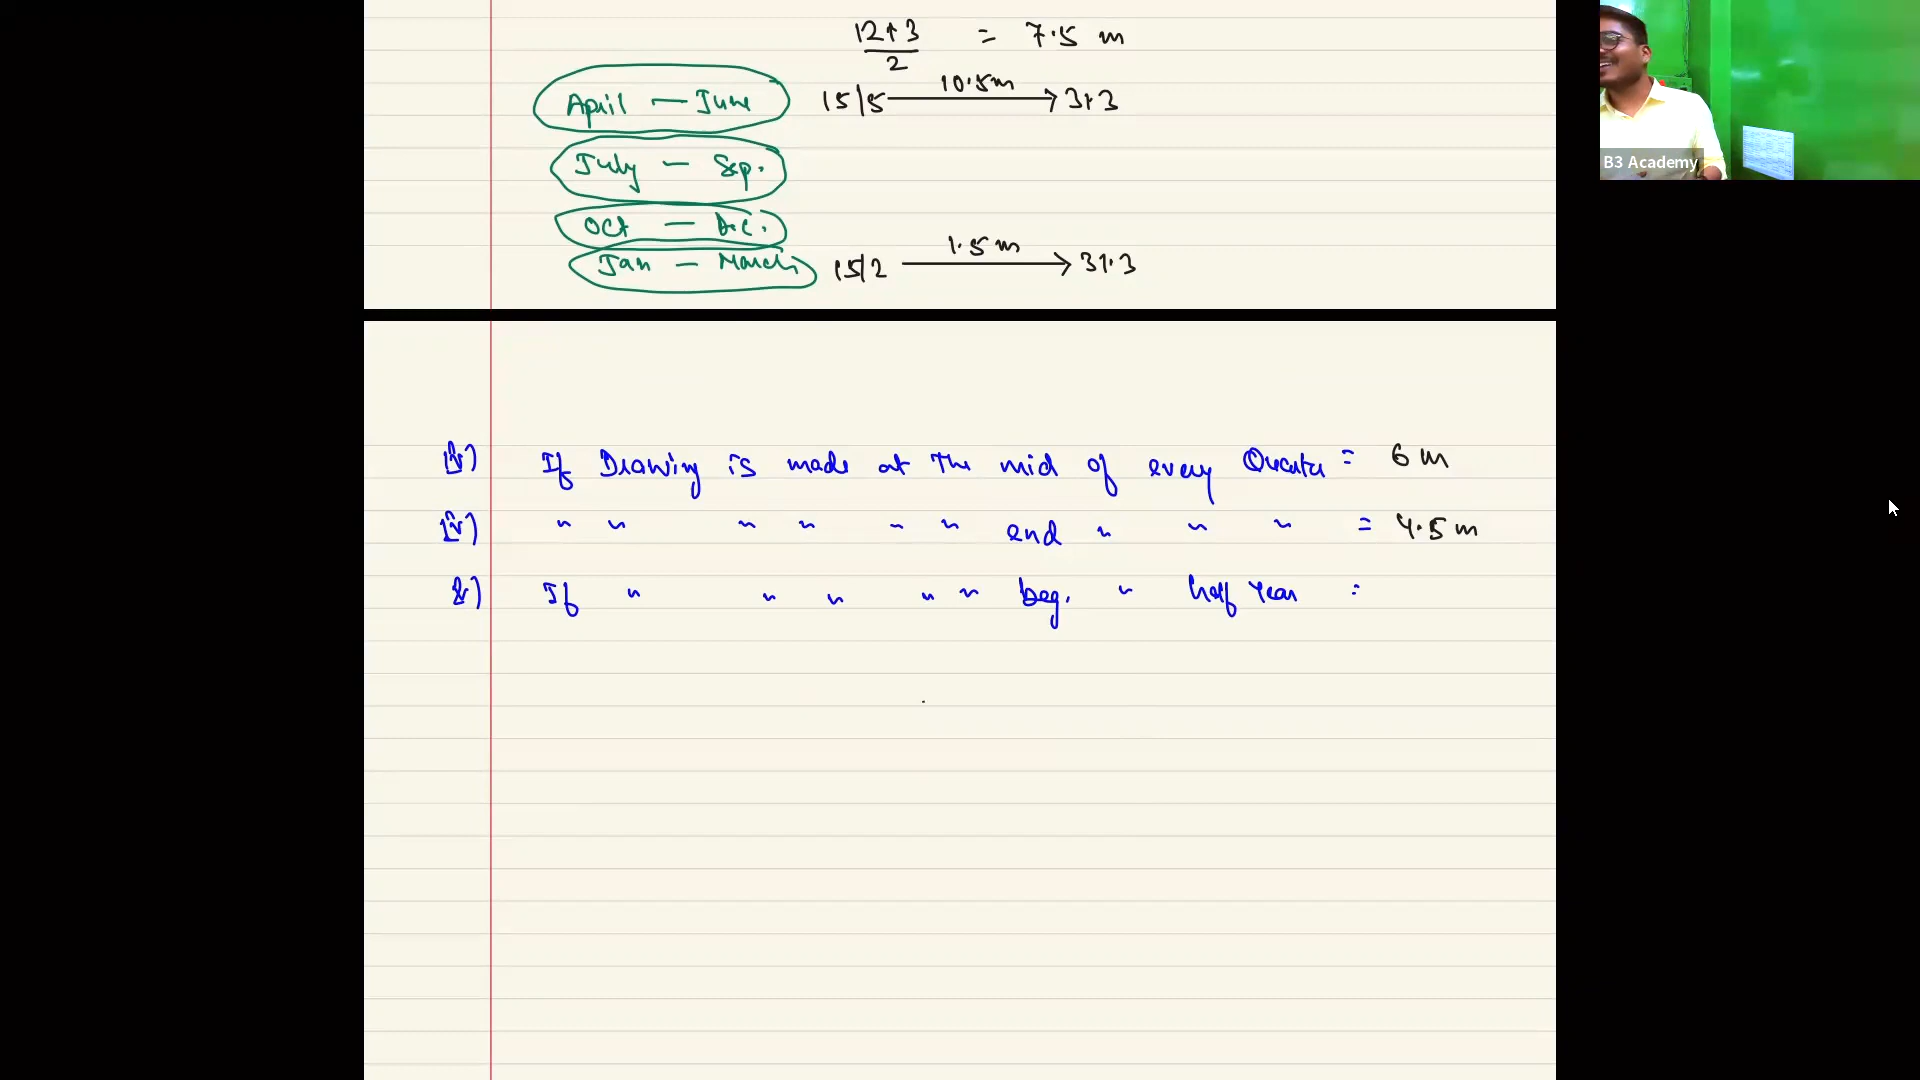 12+3 = 7.5 m
2
April — June 15/5 10.5m 31.3
July — Sep.
Oct — Dec.
Jan — March 15/2 1.5m 31.3
B3 Academy
If Drawing is made at the mid of every Quarter = 6 m
" " " " " " end " " " = 4.5 m
If " " " " " beg. " half Year =